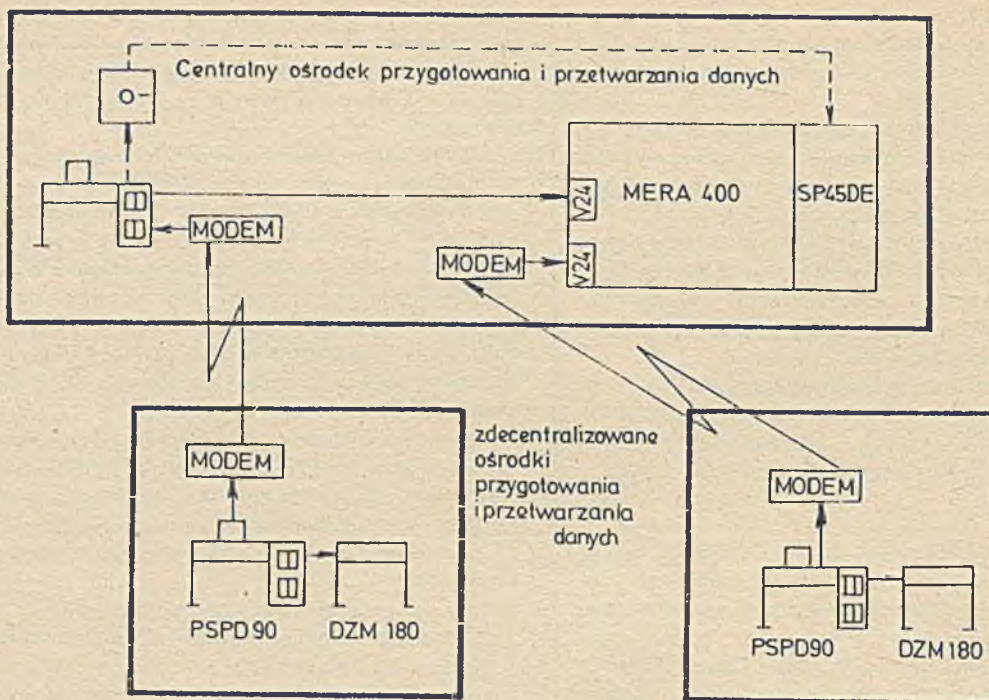 Centralny ośrodek przygotowania i przetwarzania danych
MERA 400
SP45DE
V24
MODEM
MODEM
V24
MODEM
zdecentralizowane
ośrodki
przygotowania
i przetwarzania
danych
MODEM
PSPD 90
DZM 180
PSPD90
DZM 180